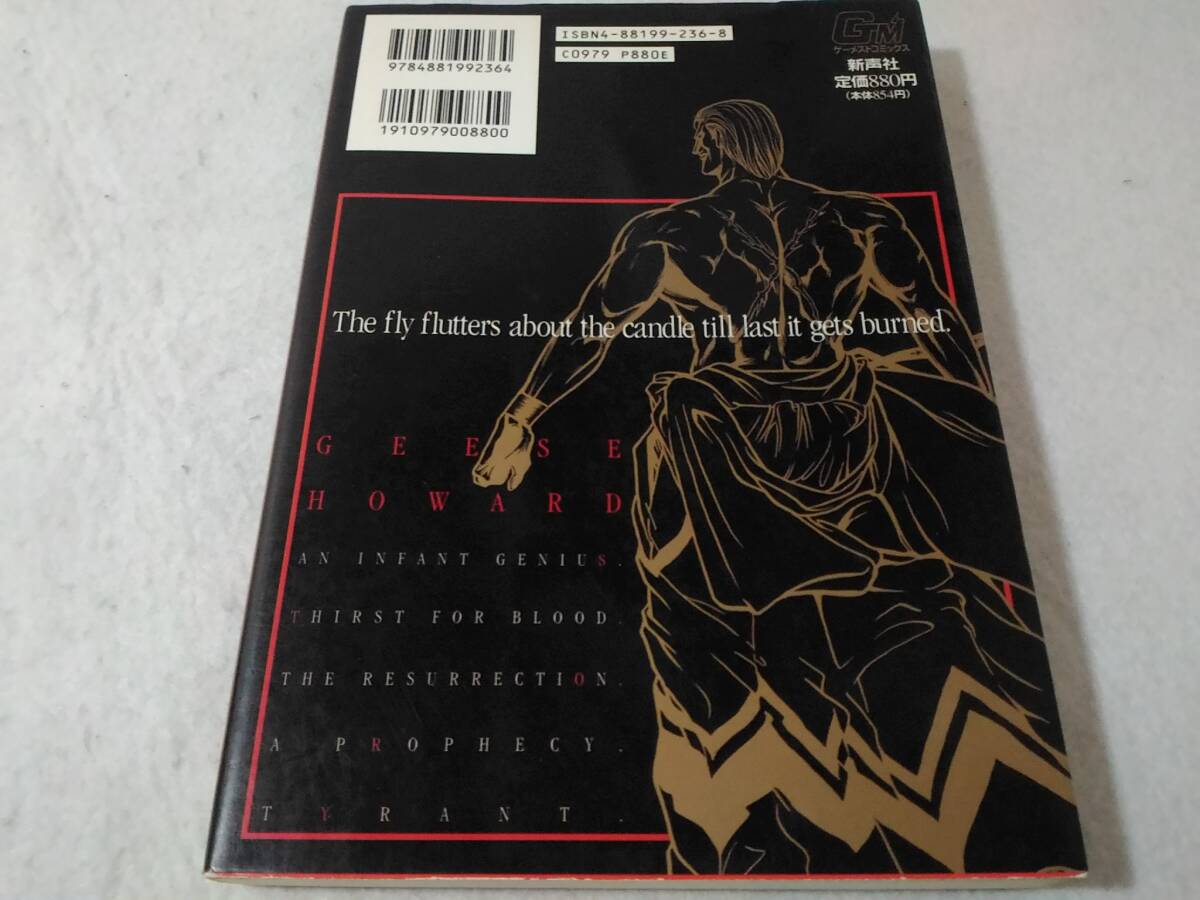 ISBN4-88199-236-8
C0979 P880E
9784881992364
1910979008800
GM
ゲーメストコミックス
新声社
定価880円
(本体854円)
The fly flutters about the candle till last it gets burned.
GEESE
HOWARD
AN INFANT GENIUS.
THIRST FOR BLOOD.
THE RESURRECTION.
A PROPHECY.
TYRANT.